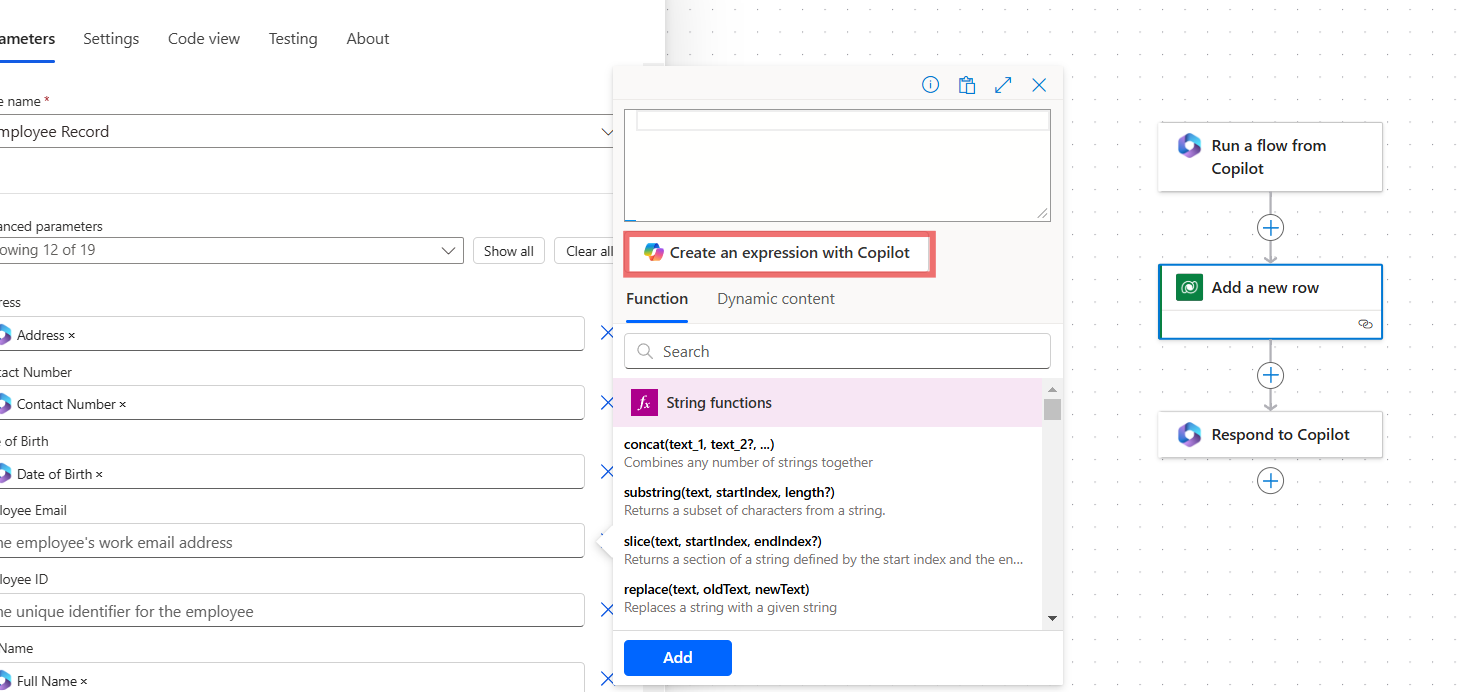 ameters Settings Code view Testing About
e name *
mployee Record
anced parameters
owing 12 of 19 Show all Clear all
ress
Address ×
tact Number
Contact Number ×
e of Birth
Date of Birth ×
loyee Email
he employee's work email address
loyee ID
he unique identifier for the employee
Name
Full Name ×
Create an expression with Copilot
Function Dynamic content
Search
fx String functions
concat(text_1, text_2?, ...)
Combines any number of strings together
substring(text, startIndex, length?)
Returns a subset of characters from a string.
slice(text, startIndex, endIndex?)
Returns a section of a string defined by the start index and the en...
replace(text, oldText, newText)
Replaces a string with a given string
Add
Run a flow from
Copilot
Add a new row
Respond to Copilot